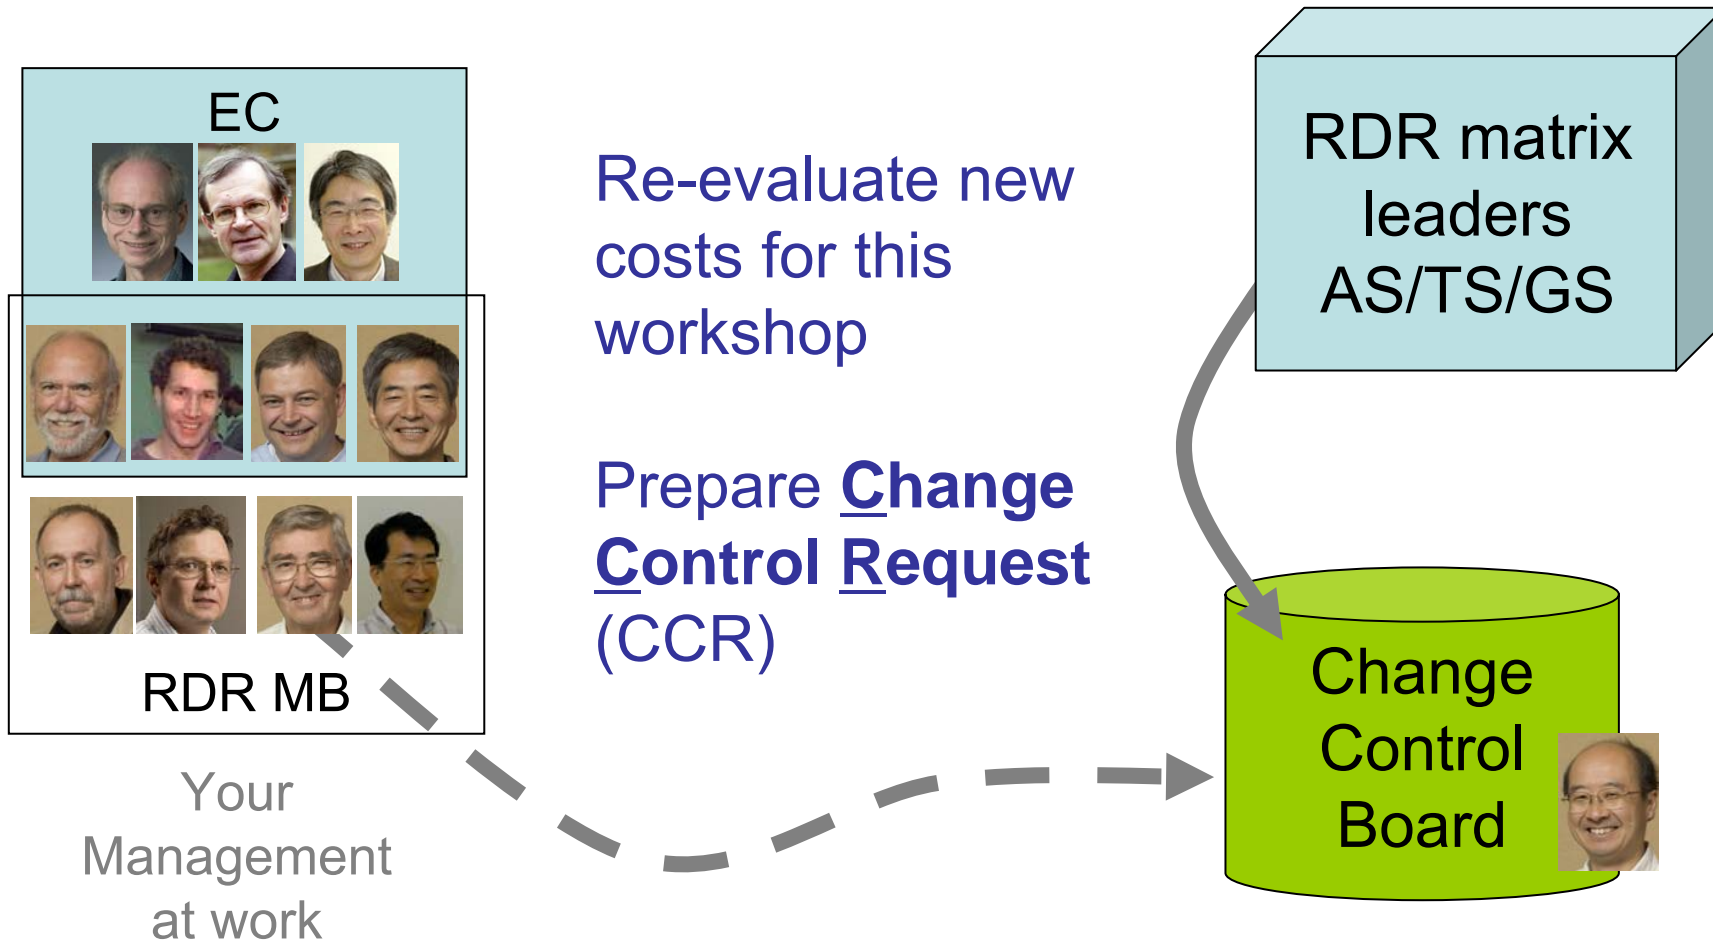 EC
RDR MB
Your
Management
at work
Re-evaluate new
costs for this
workshop
Prepare Change
Control Request
(CCR)
RDR matrix
leaders
AS/TS/GS
Change
Control
Board